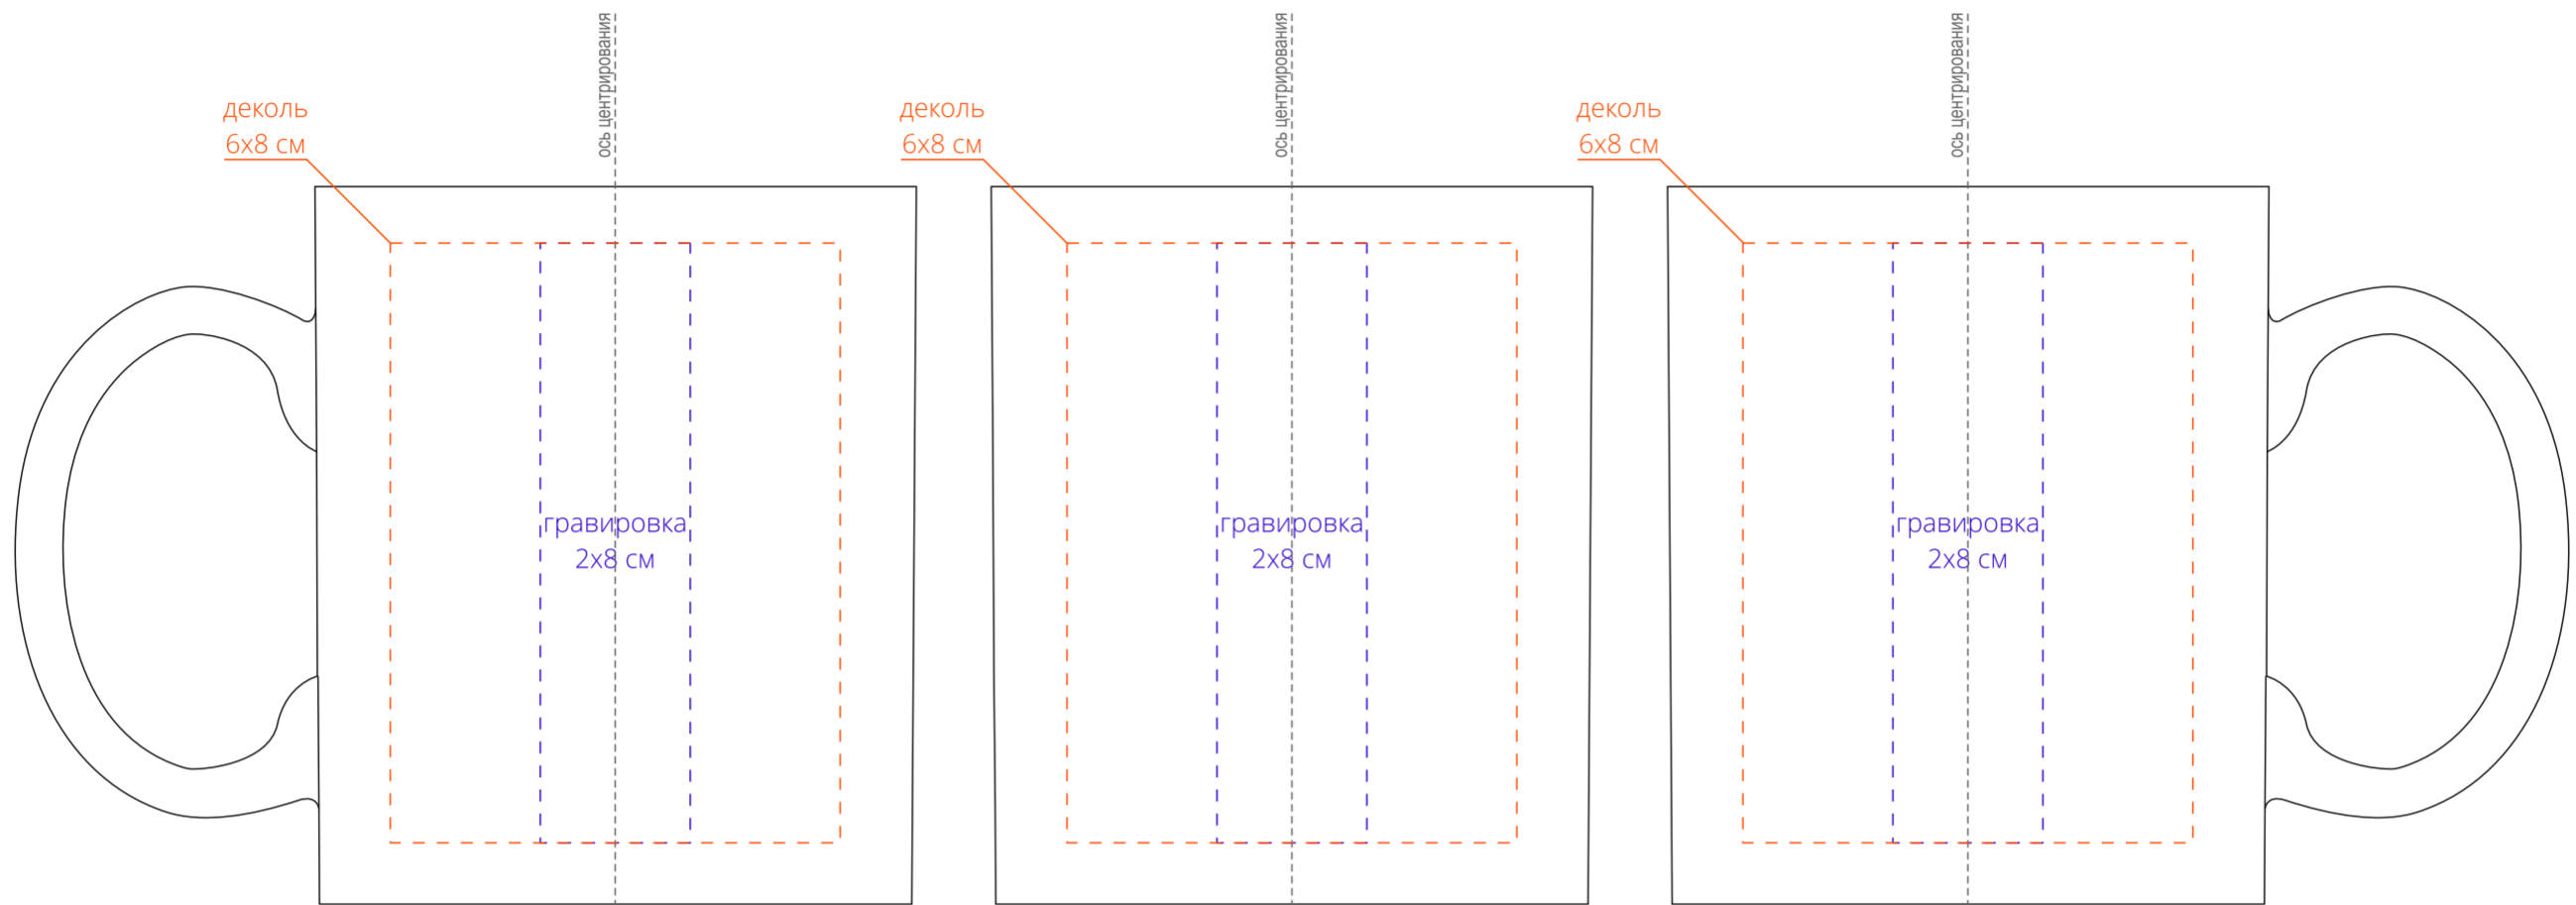 ось центрирования
деколь
6х8 см
гравировка
2х8 см
ось центрирования
деколь
6х8 см
гравировка
2х8 см
ось центрирования
деколь
6х8 см
гравировка
2х8 см